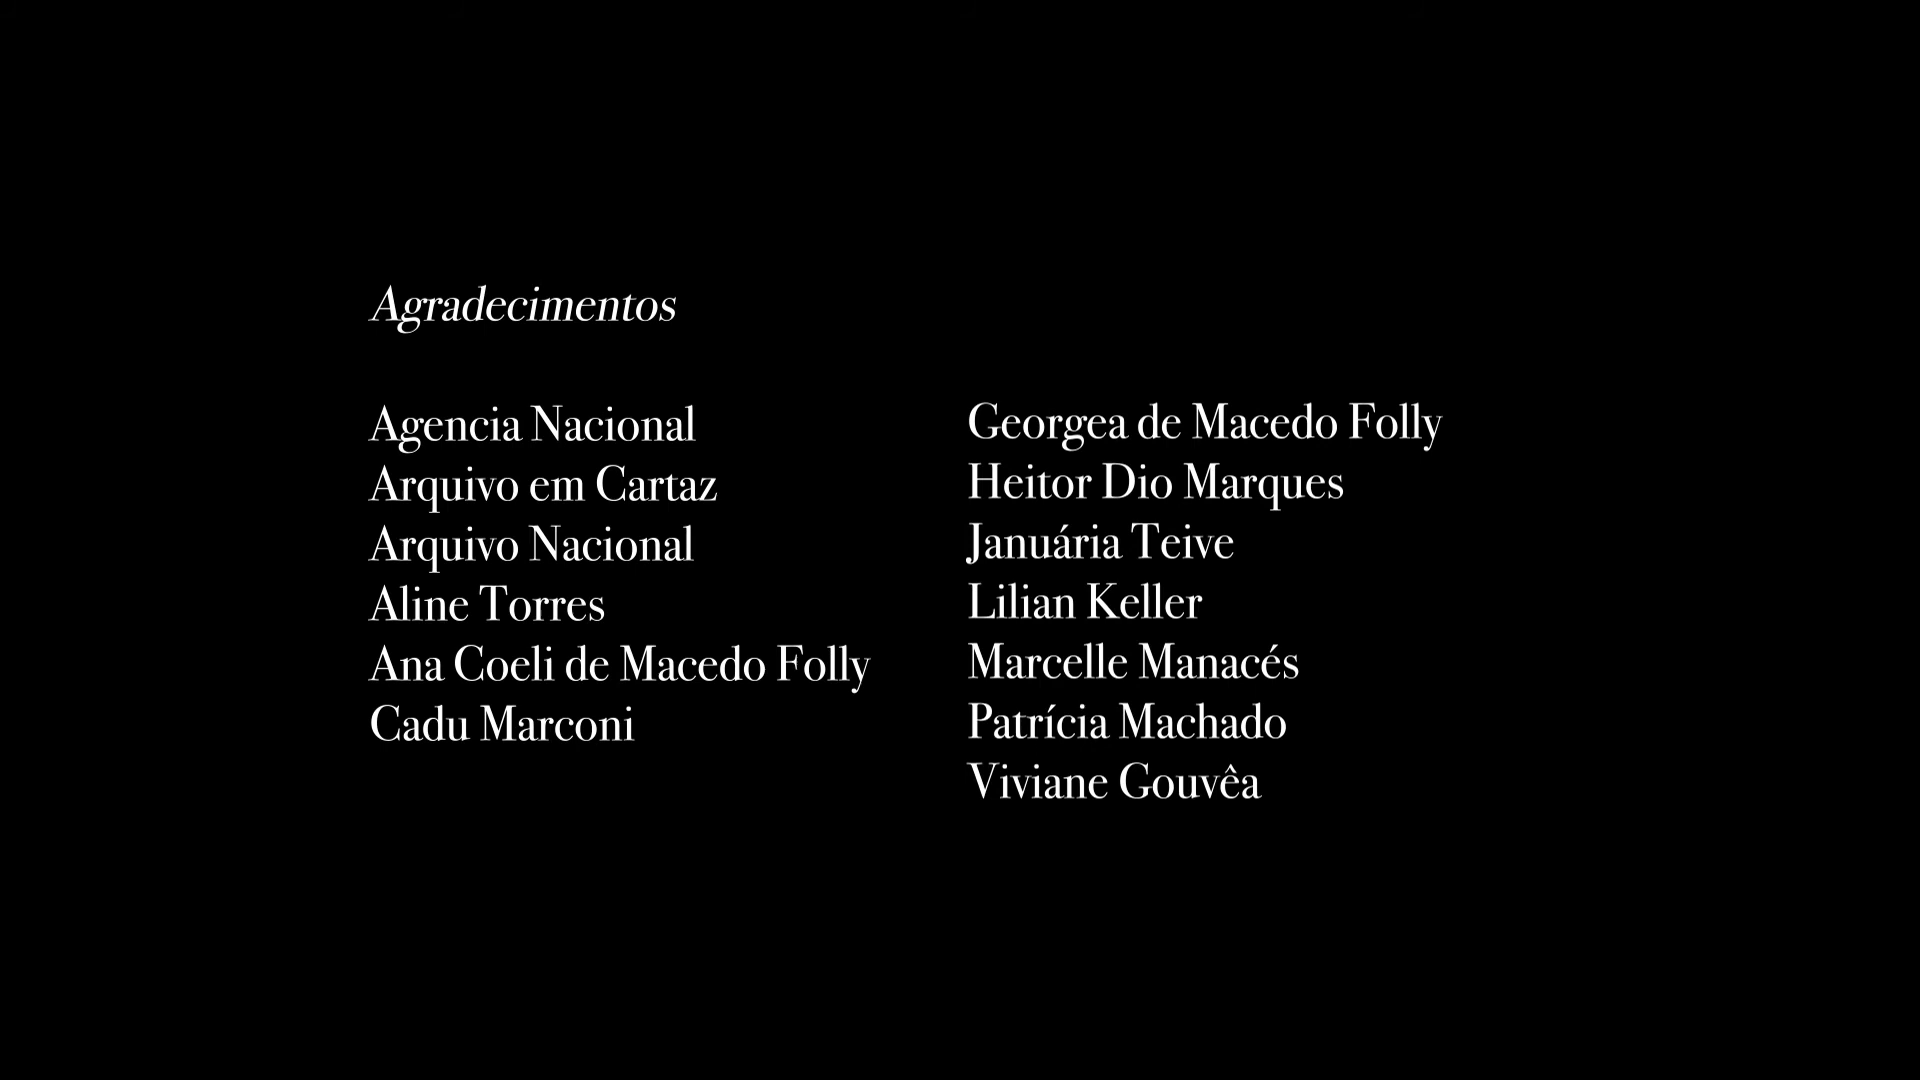 Agradecimentos
Agencia Nacional
Arquivo em Cartaz
Arquivo Nacional
Aline Torres
Ana Coeli de Macedo Folly
Cadu Marconi
Georgea de Macedo Folly
Heitor Dio Marques
Januária Teive
Lilian Keller
Marcelle Manacés
Patrícia Machado
Viviane Gouvêa